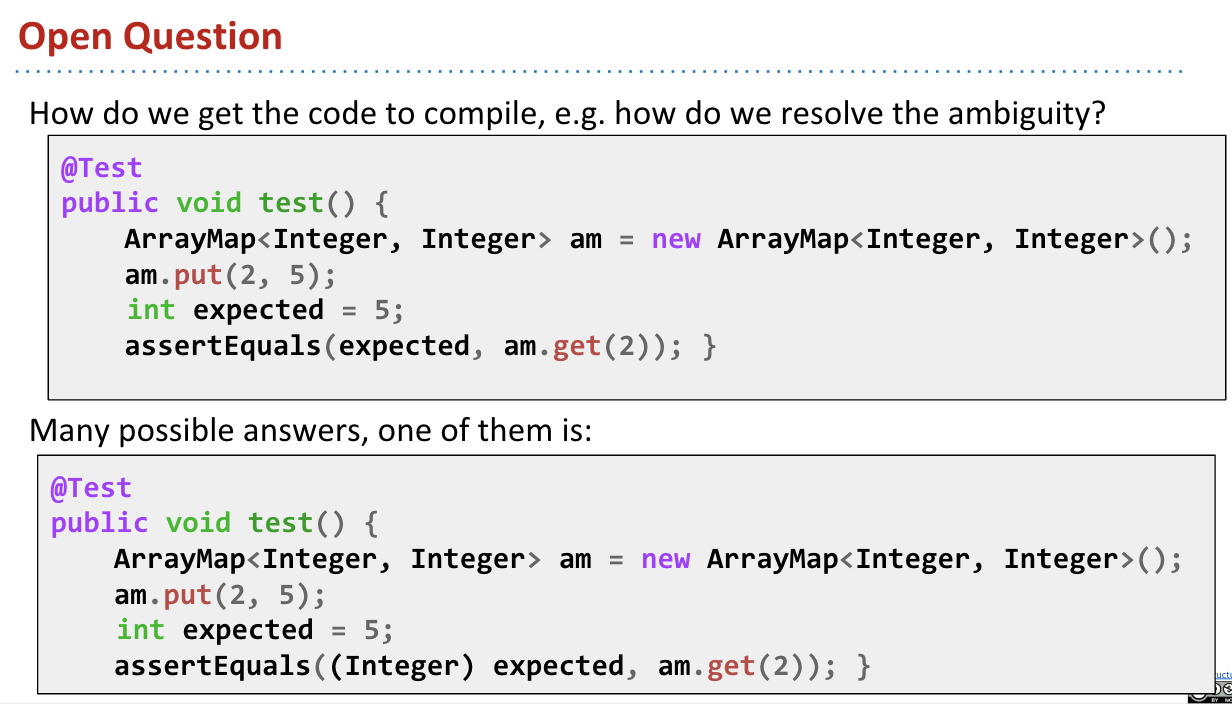 Open Question
How do we get the code to compile, e.g. how do we resolve the ambiguity?
@Test
public void test() {
    ArrayMap<Integer, Integer> am = new ArrayMap<Integer, Integer>();
    am.put(2, 5);
    int expected = 5;
    assertEquals(expected, am.get(2)); }
Many possible answers, one of them is:
@Test
public void test() {
    ArrayMap<Integer, Integer> am = new ArrayMap<Integer, Integer>();
    am.put(2, 5);
    int expected = 5;
    assertEquals((Integer) expected, am.get(2)); }